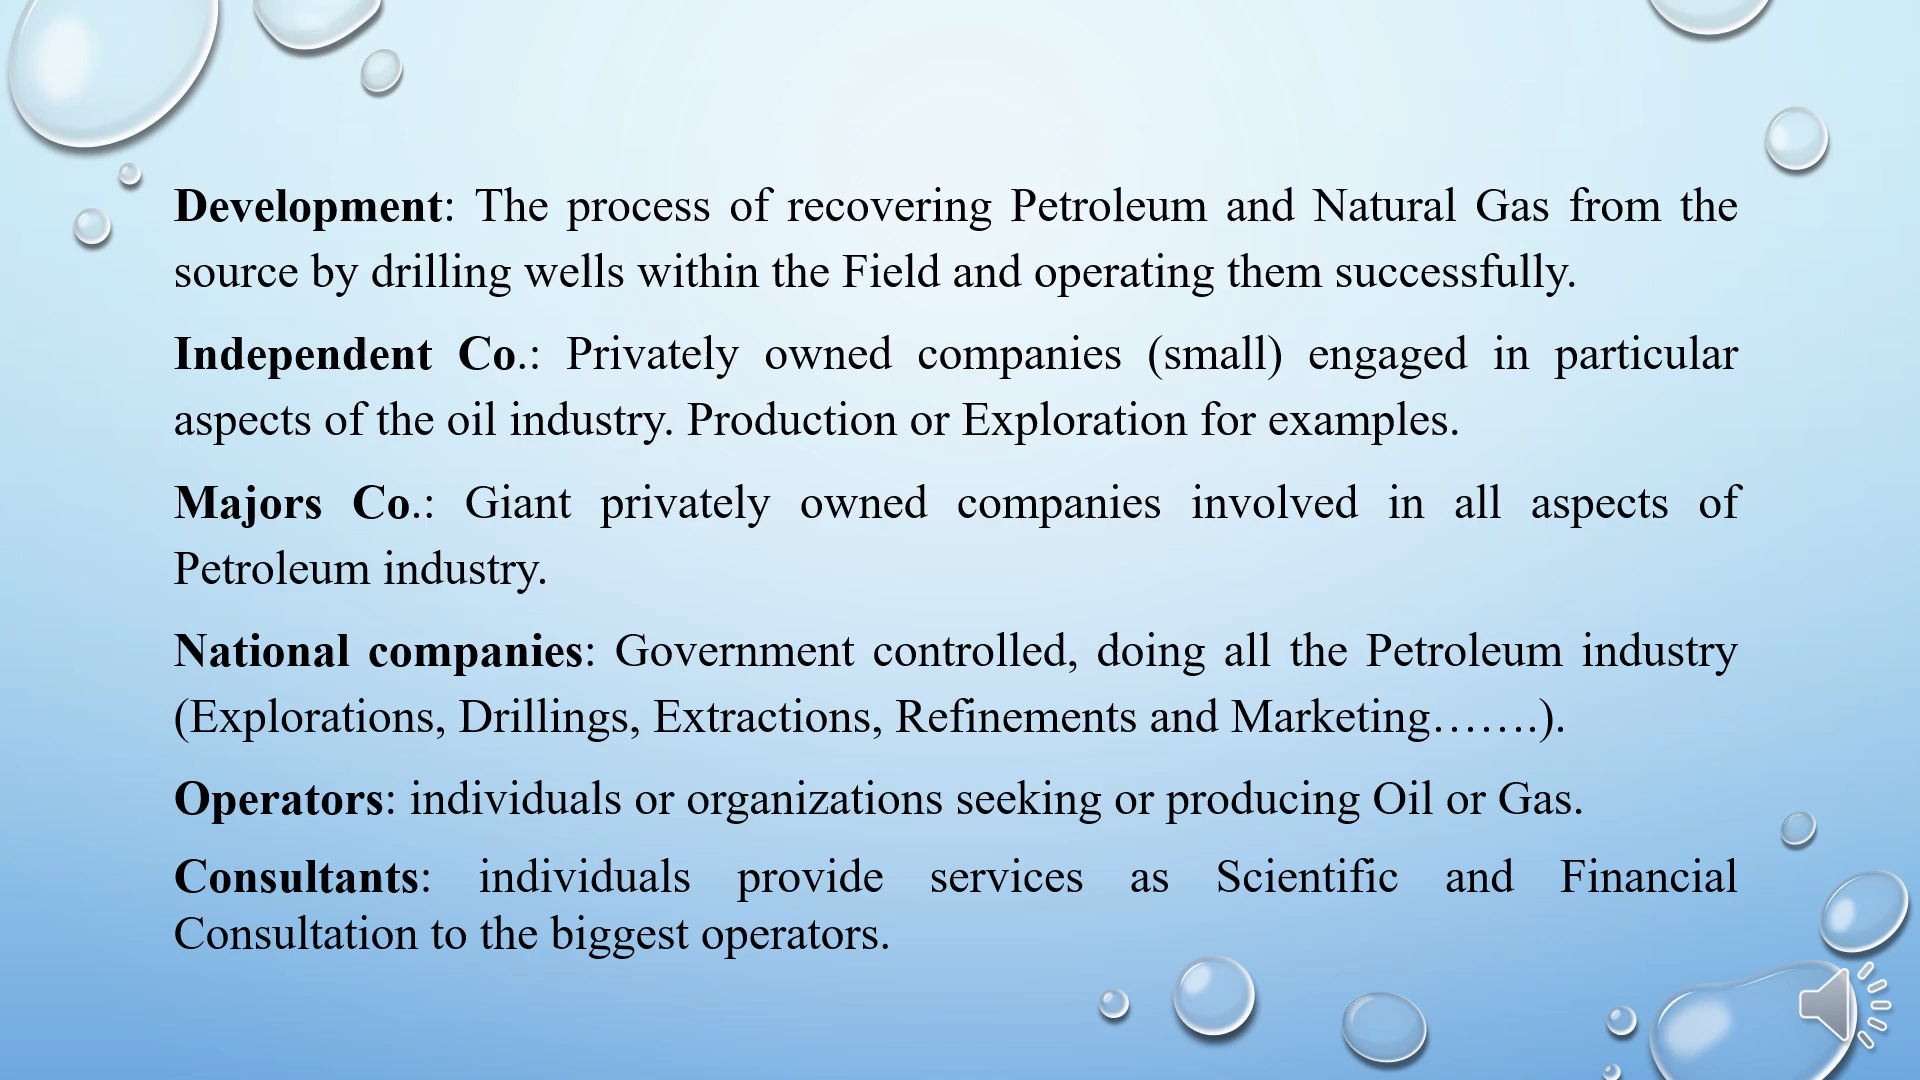 Development: The process of recovering Petroleum and Natural Gas from the
source by drilling wells within the Field and operating them successfully.
Independent Co.: Privately owned companies (small) engaged in particular
aspects of the oil industry. Production or Exploration for examples.
Majors Co.: Giant privately owned companies involved in all aspects of
Petroleum industry.
National companies: Government controlled, doing all the Petroleum industry
(Explorations, Drillings, Extractions, Refinements and Marketing…….).
Operators: individuals or organizations seeking or producing Oil or Gas.
Consultants: individuals provide services as Scientific and Financial
Consultation to the biggest operators.